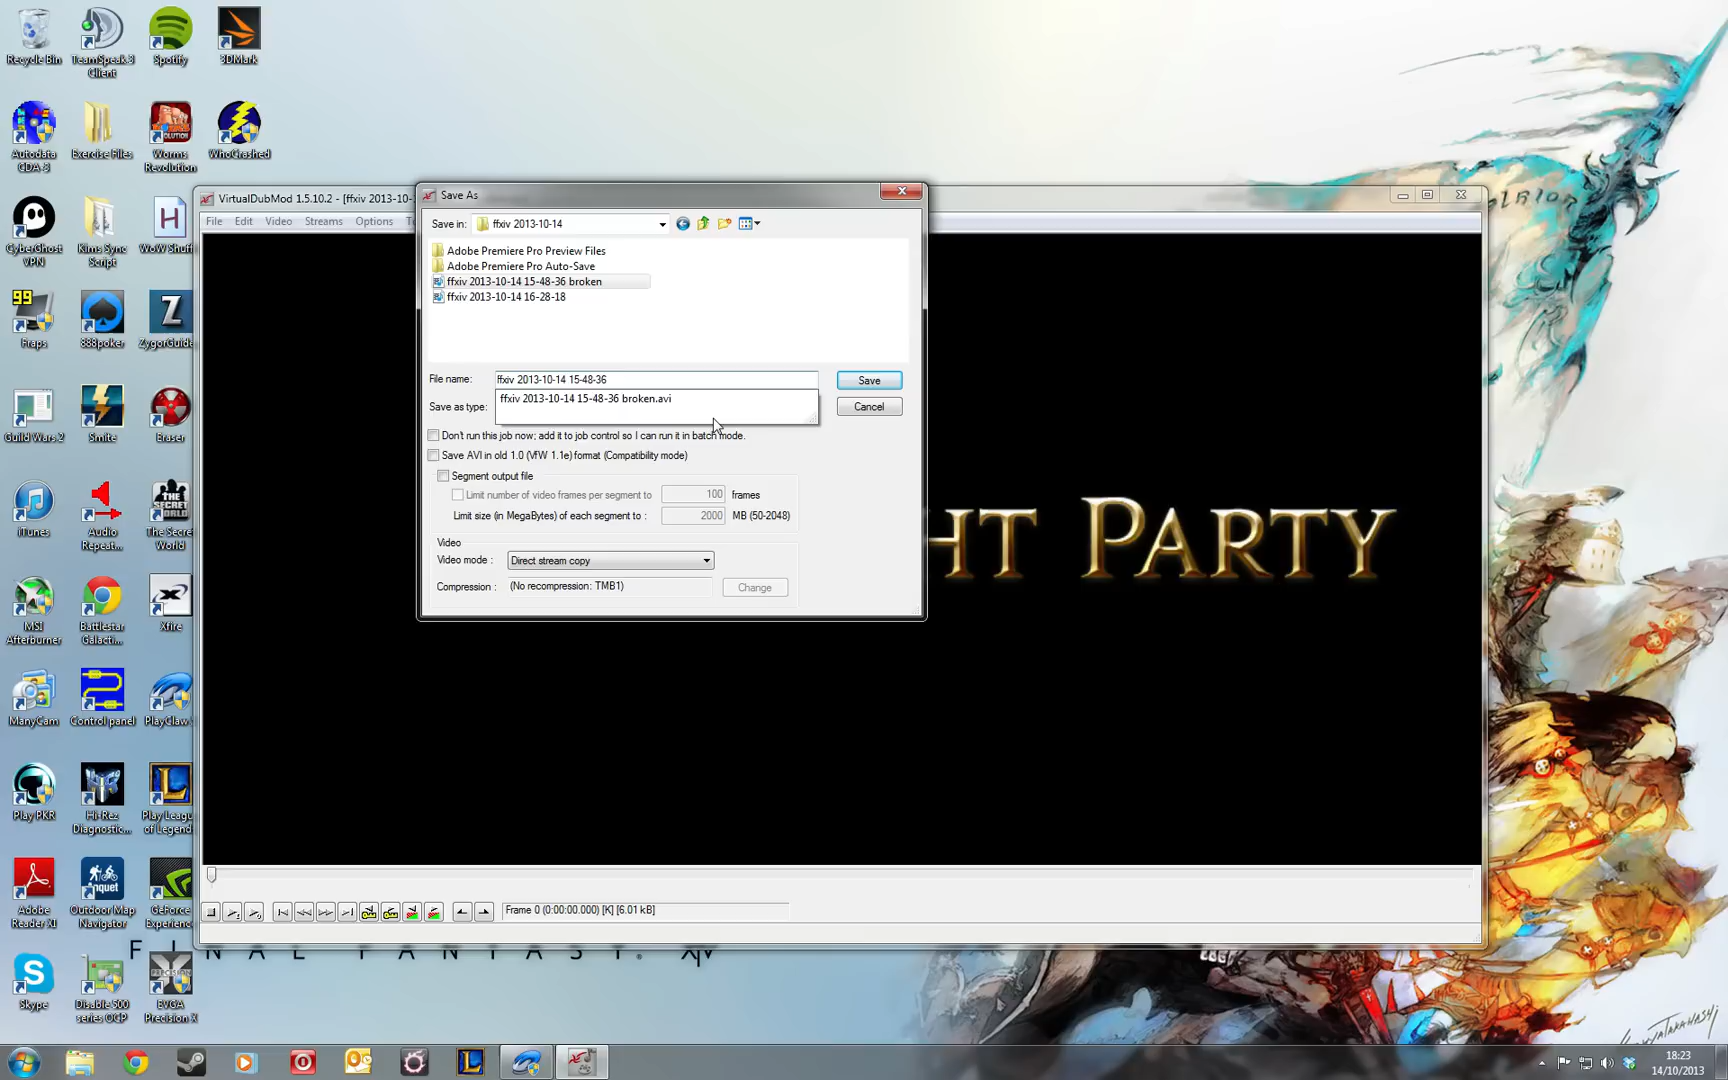 Recycle Bin
TeamSpeak 3 Client
Spotify
3DMark
Autodata CDA-3
Exercise Files
Worms Revolution
WhoCrashed
CyberGhost VPN
Kims Sync Script
WoW Shuff
99
Fraps
888poker
ZygorGuide
Guild Wars 2
Smite
Eraser
iTunes
Audio Repeat...
The Secret World
MSI Afterburner
Battlestar Galacti...
Xfire
ManyCam
Control panel
PlayClaw
Play PKR
Hi-Rez Diagnostic...
Play League of Legend
Adobe Reader XI
Outdoor Map Navigator
GeForce Experience
Skype
Disable 500 series OCP
EVGA Precision X
FINAL FANTASY XIV
VirtualDubMod 1.5.10.2 - [ffxiv 2013-10-
File Edit Video Streams Options
Save As
Save in: ffxiv 2013-10-14
Adobe Premiere Pro Preview Files
Adobe Premiere Pro Auto-Save
ffxiv 2013-10-14 15-48-36 broken
ffxiv 2013-10-14 16-28-18
File name: ffxiv 2013-10-14 15-48-36
Save
ffxiv 2013-10-14 15-48-36 broken.avi
Save as type:
Cancel
Don't run this job now; add it to job control so I can run it in batch mode.
Save AVI in old 1.0 (VfW 1.1e) format (Compatibility mode)
Segment output file
Limit number of video frames per segment to 100 frames
Limit size (in MegaBytes) of each segment to : 2000 MB (50-2048)
Video
Video mode : Direct stream copy
Compression : (No recompression: TMB1)
Change
HT PARTY
Frame 0 (0:00:00.000) [K] [6.01 kB]
18:23
14/10/2013